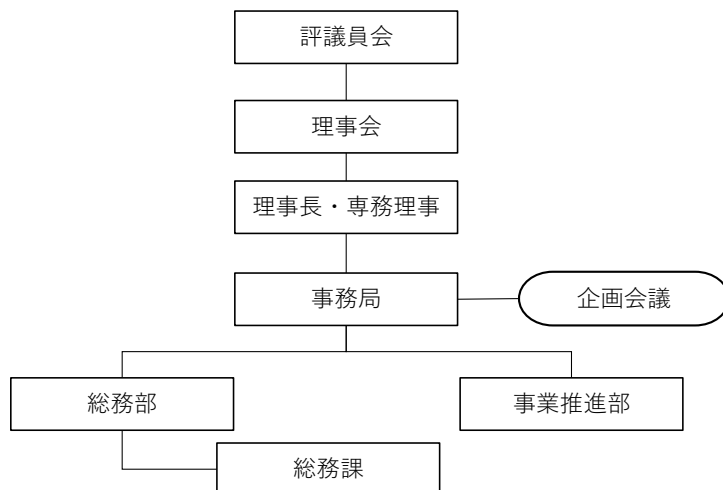 評議員会
理事会
理事長・専務理事
事務局
企画会議
総務部
事業推進部
総務課